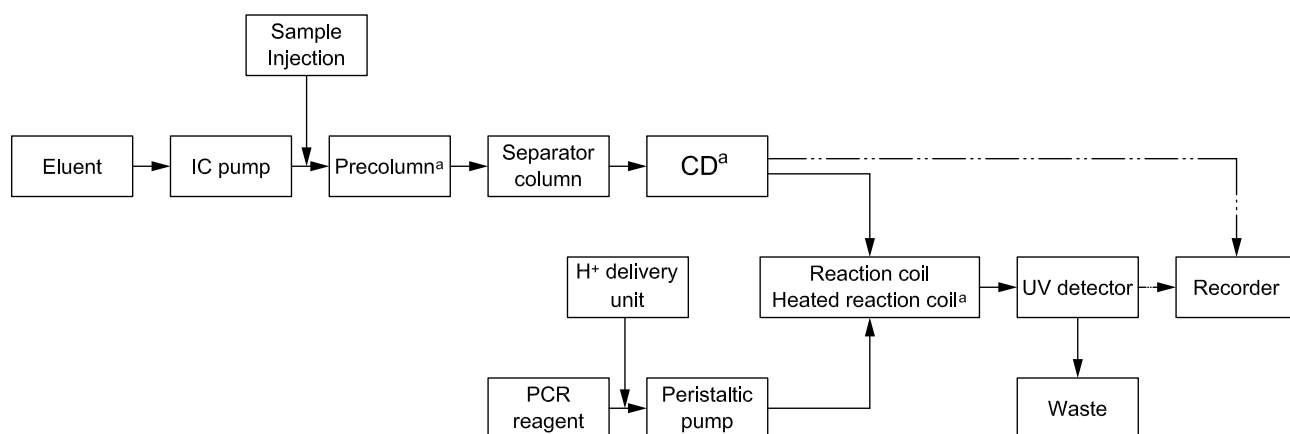 Sample
Injection
Eluent
IC pump
Precolumnᵃ
Separator
column
CDᵃ
H⁺ delivery
unit
Reaction coil
Heated reaction coilᵃ
UV detector
Recorder
PCR
reagent
Peristaltic
pump
Waste